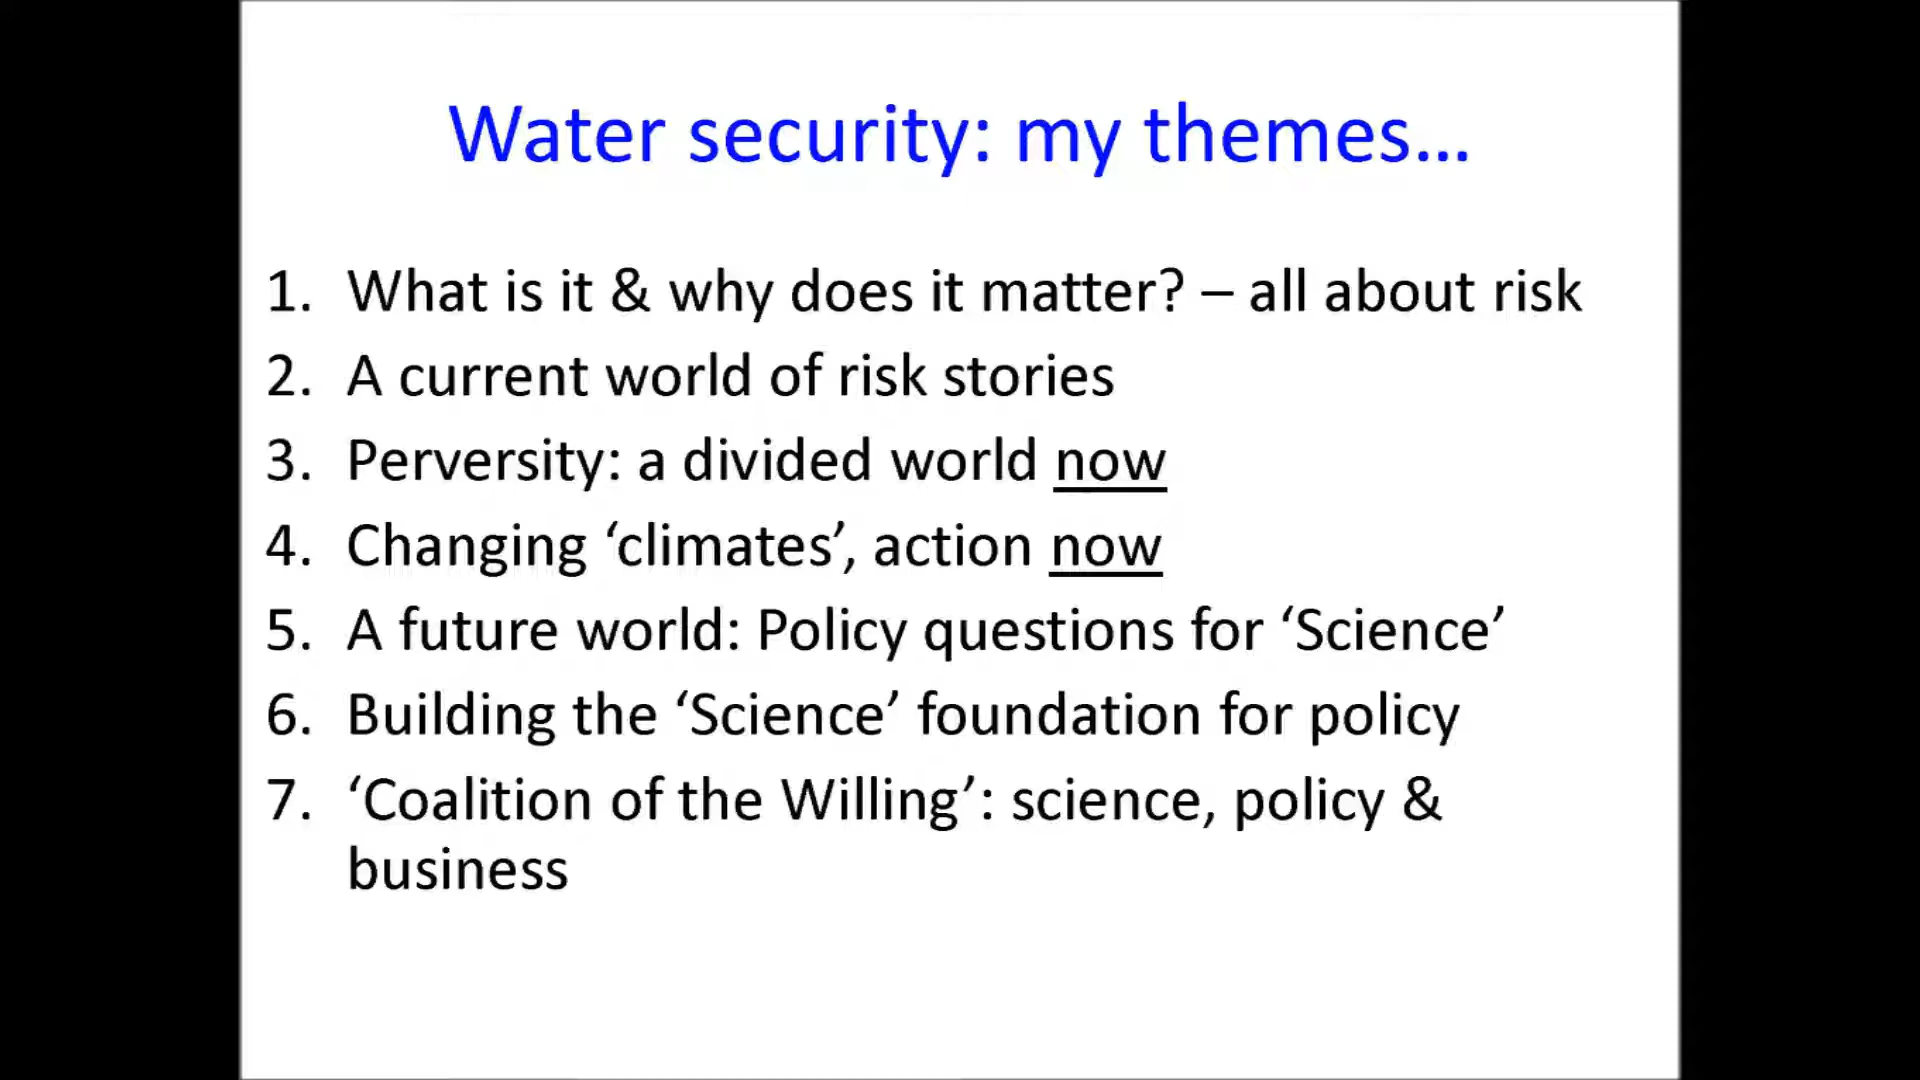 Water security: my themes...
1. What is it & why does it matter? – all about risk
2. A current world of risk stories
3. Perversity: a divided world now
4. Changing ‘climates’, action now
5. A future world: Policy questions for ‘Science’
6. Building the ‘Science’ foundation for policy
7. ‘Coalition of the Willing’: science, policy &
business